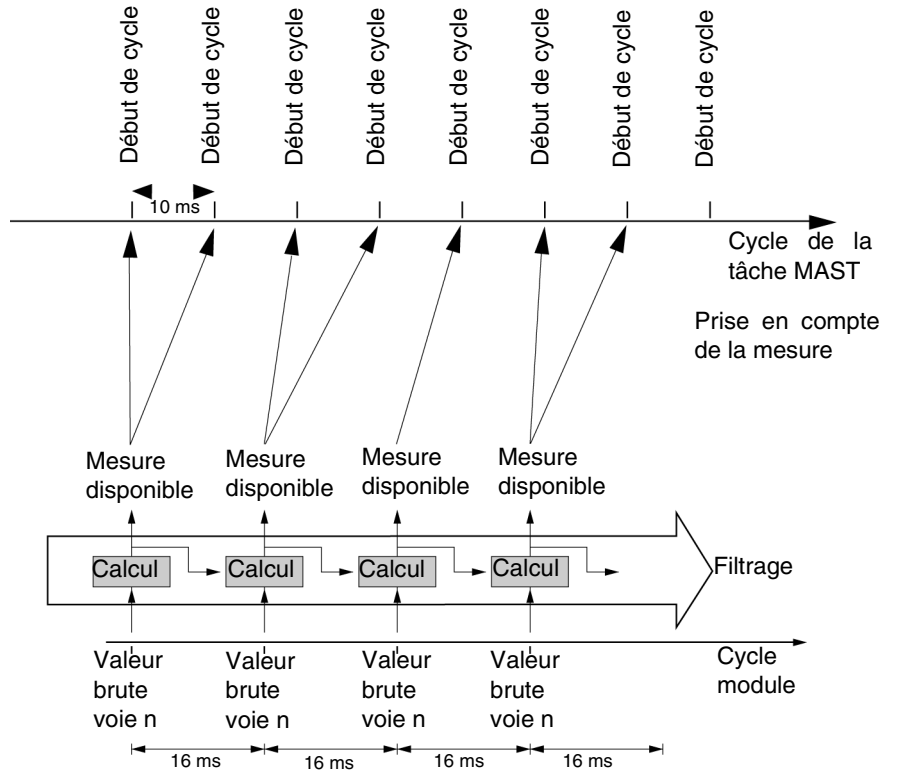 Début de cycle
Début de cycle
Début de cycle
Début de cycle
Début de cycle
Début de cycle
Début de cycle
Début de cycle
10 ms
Cycle de la
tâche MAST
Prise en compte
de la mesure
Mesure
disponible
Mesure
disponible
Mesure
disponible
Mesure
disponible
Calcul
Calcul
Calcul
Calcul
Filtrage
Valeur
brute
voie n
Valeur
brute
voie n
Valeur
brute
voie n
Valeur
brute
voie n
Cycle
module
16 ms
16 ms
16 ms
16 ms